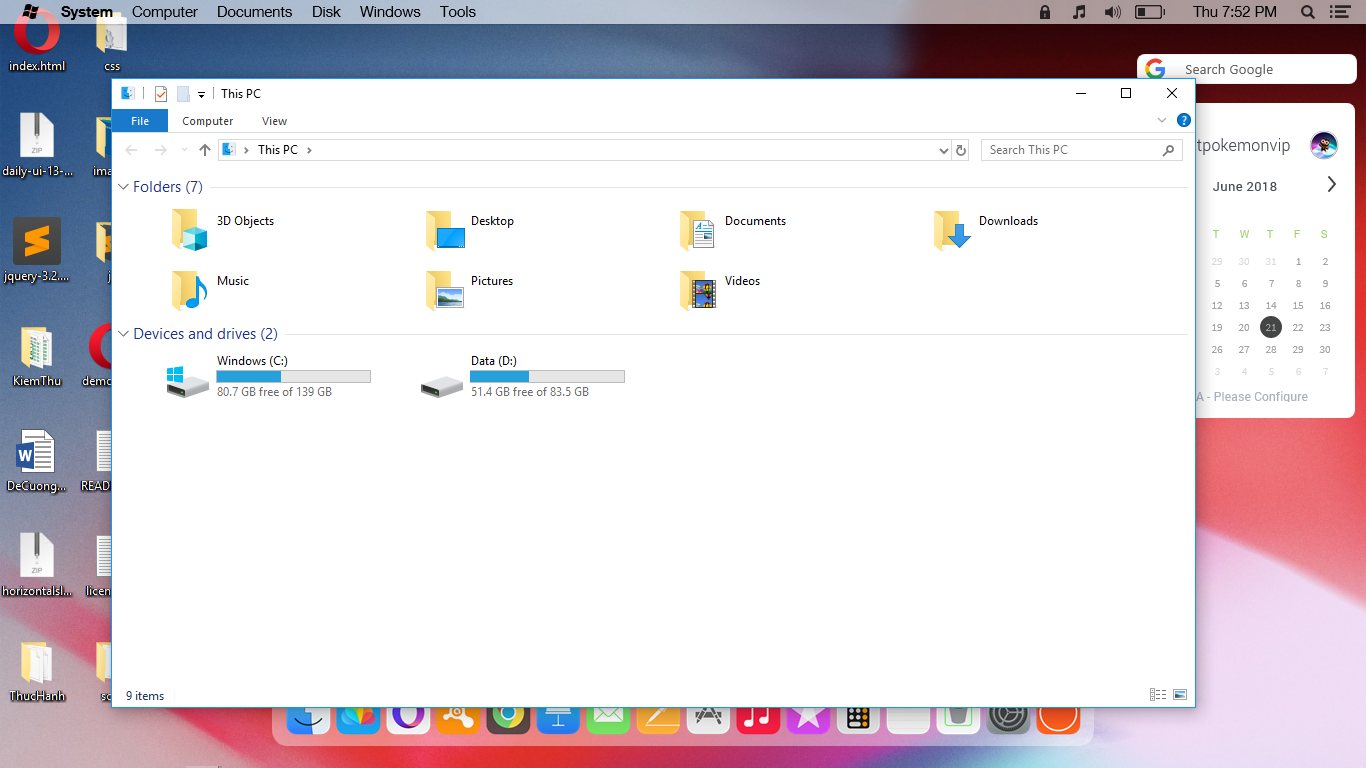 System Computer Documents Disk Windows Tools
Thu 7:52 PM
index.html
css
Search Google
This PC
File Computer View
This PC
Search This PC
Folders (7)
3D Objects
Desktop
Documents
Downloads
Music
Pictures
Videos
Devices and drives (2)
Windows (C:)
80.7 GB free of 139 GB
Data (D:)
51.4 GB free of 83.5 GB
9 items
ZIP
daily-ui-13-...
ima
jquery-3.2....
j
KiemThu
demo
W
DeCuong...
READ
ZIP
horizontalsl...
licen
ThucHanh
sc
tpokemonvip
June 2018
T W T F S
29 30 31 1 2
5 6 7 8 9
12 13 14 15 16
19 20 21 22 23
26 27 28 29 30
3 4 5 6 7
A - Please Configure